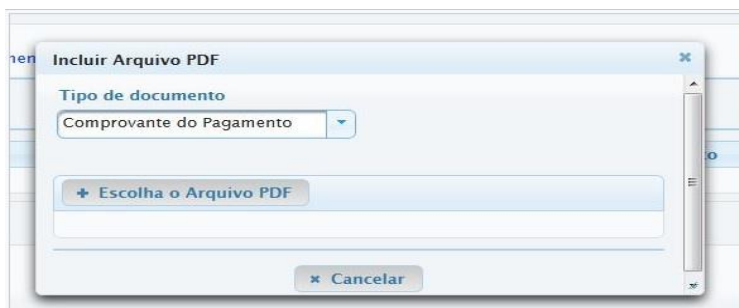 Incluir Arquivo PDF
Tipo de documento
Comprovante do Pagamento
+ Escolha o Arquivo PDF
× Cancelar